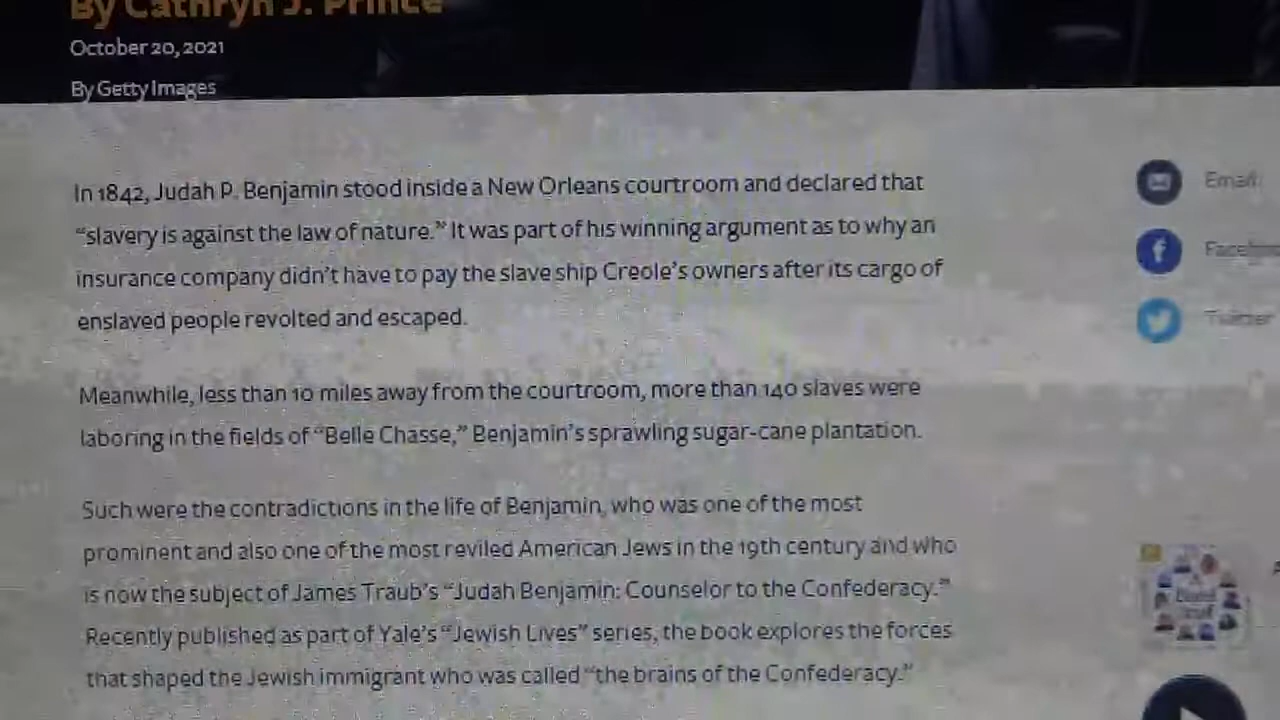 By Cathryn J. Prince
October 20, 2021
By Getty Images
In 1842, Judah P. Benjamin stood inside a New Orleans courtroom and declared that
“slavery is against the law of nature.” It was part of his winning argument as to why an
insurance company didn’t have to pay the slave ship Creole’s owners after its cargo of
enslaved people revolted and escaped.
Meanwhile, less than 10 miles away from the courtroom, more than 140 slaves were
laboring in the fields of “Belle Chasse,” Benjamin’s sprawling sugar-cane plantation.
Such were the contradictions in the life of Benjamin, who was one of the most
prominent and also one of the most reviled American Jews in the 19th century and who
is now the subject of James Traub’s “Judah Benjamin: Counselor to the Confederacy.”
Recently published as part of Yale’s “Jewish Lives” series, the book explores the forces
that shaped the Jewish immigrant who was called “the brains of the Confederacy.”
Email
Facebook
Twitter